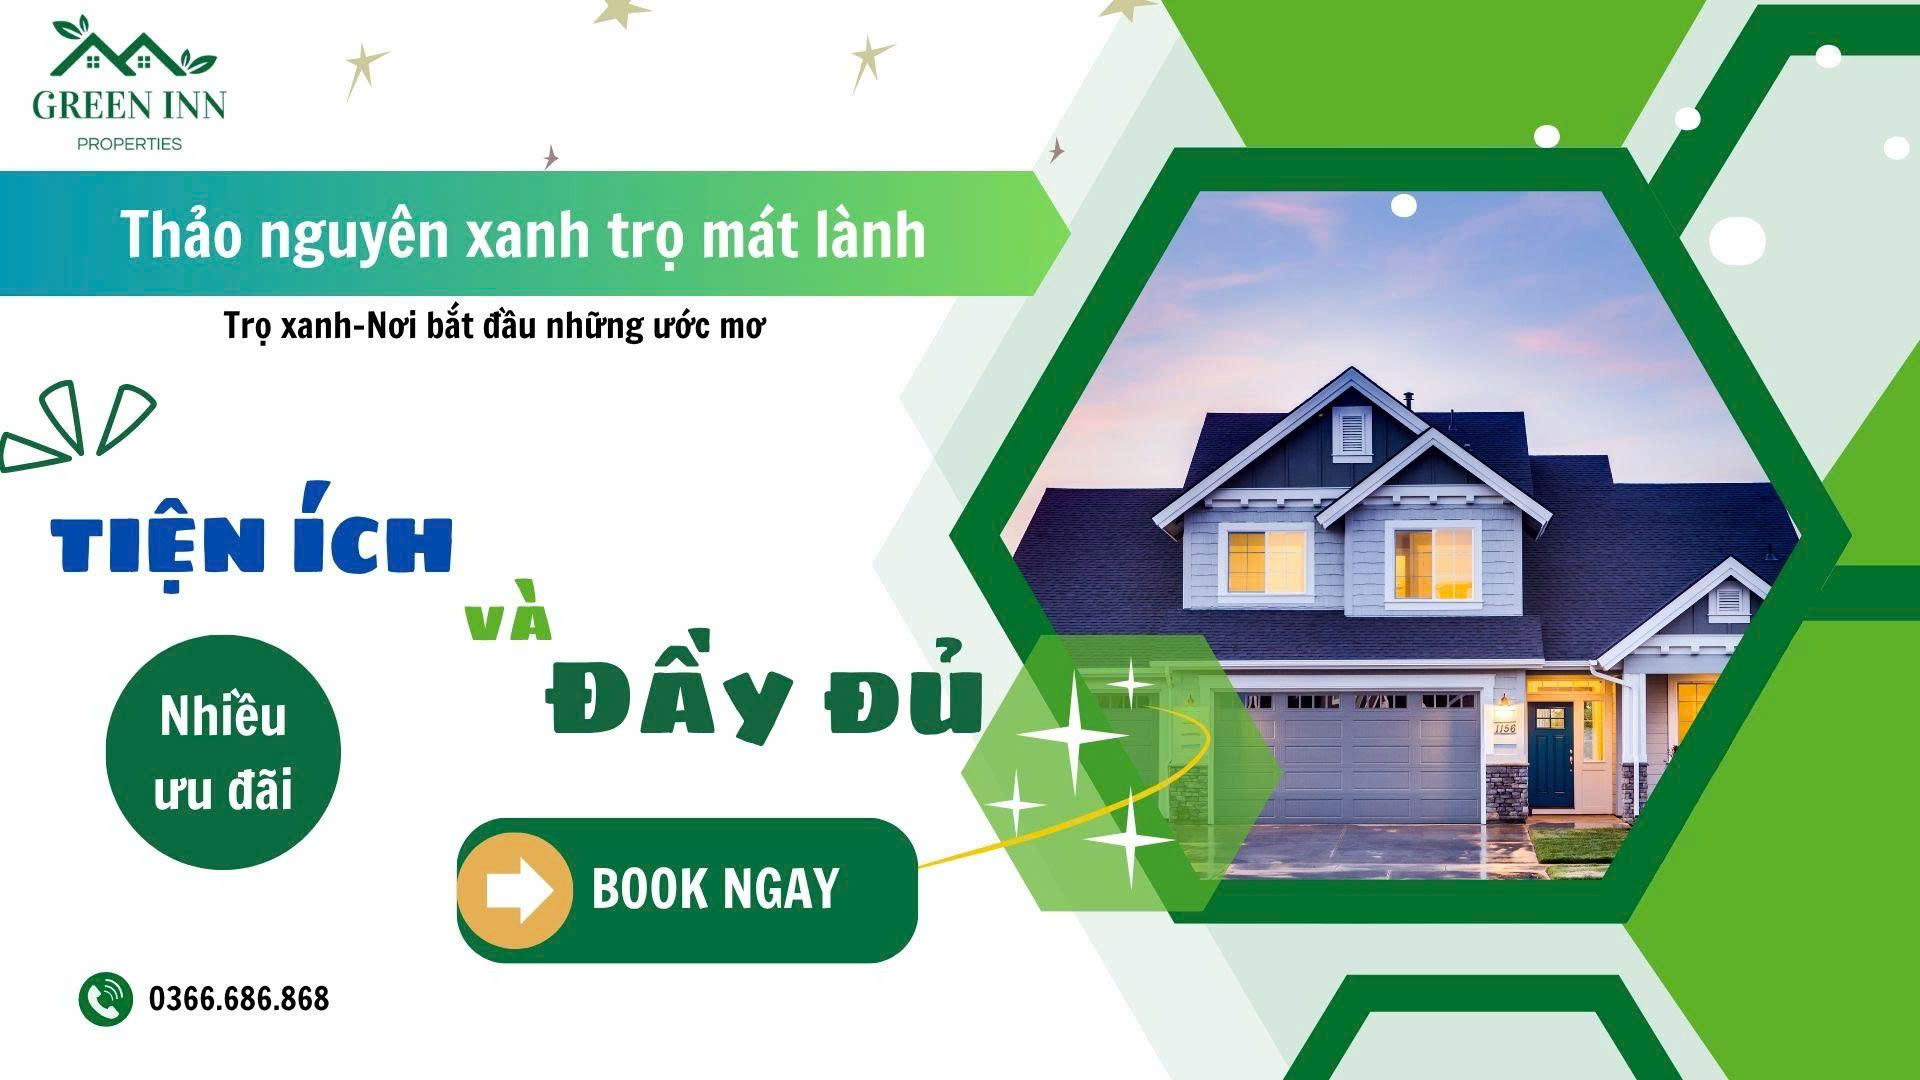 GREEN INN
PROPERTIES
Thảo nguyên xanh trọ mát lành
Trọ xanh-Nơi bắt đầu những ước mơ
TIỆN ÍCH
VÀ
ĐẦY ĐỦ
Nhiều
ưu đãi
BOOK NGAY
1156
0366.686.868